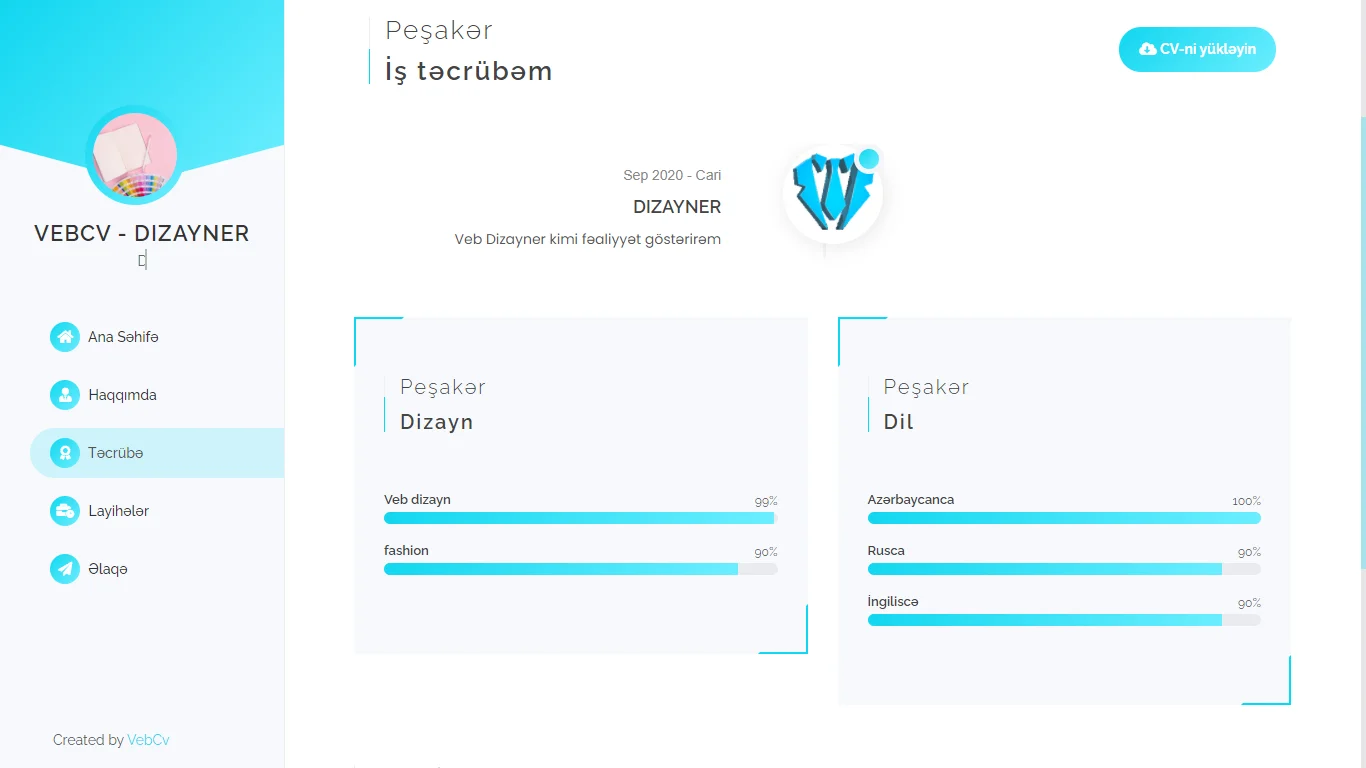 VEBCV - DIZAYNER
D
Ana Səhifə
Haqqımda
Təcrübə
Layihələr
Əlaqə
Created by VebCv
Peşakər
İş təcrübəm
CV-ni yükləyin
Sep 2020 - Cari
DIZAYNER
Veb Dizayner kimi fəaliyyət göstərirəm
Peşakər
Dizayn
Veb dizayn 99%
fashion 90%
Peşakər
Dil
Azərbaycanca 100%
Rusca 90%
İngiliscə 90%